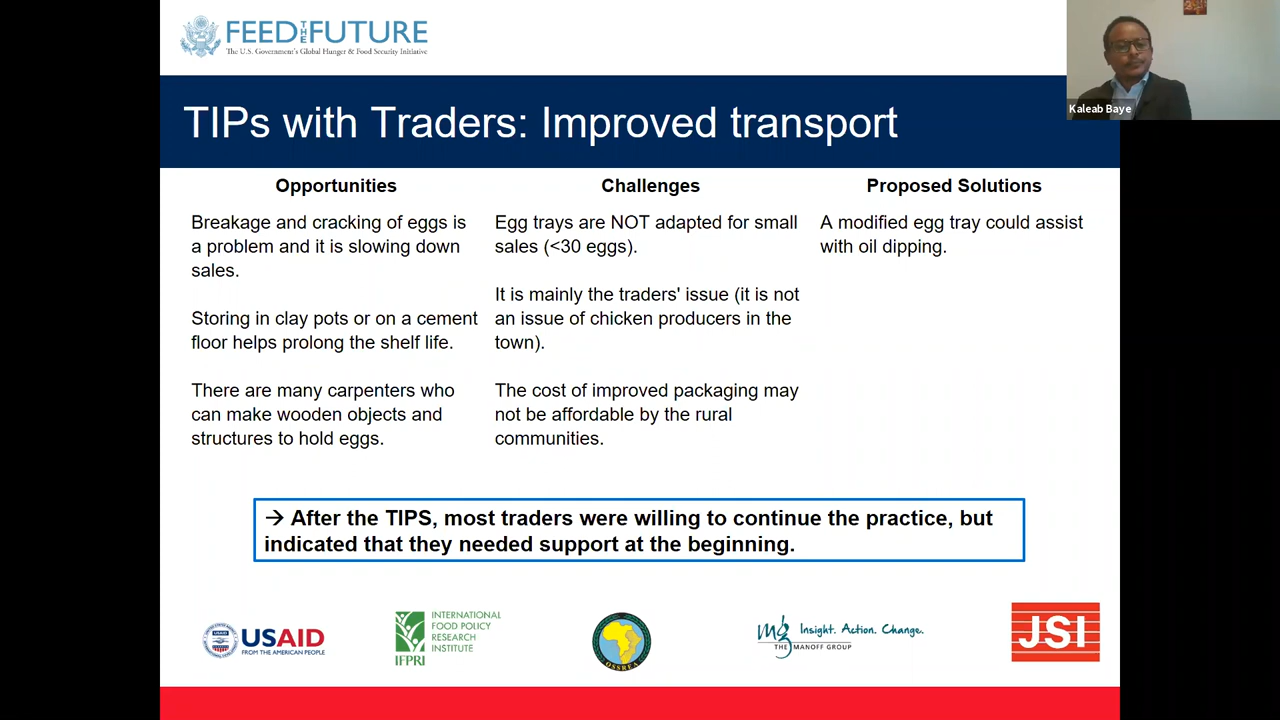 FEED THE FUTURE
The U.S. Government's Global Hunger & Food Security Initiative
Kaleab Baye
TIPs with Traders: Improved transport
Opportunities
Breakage and cracking of eggs is
a problem and it is slowing down
sales.
Storing in clay pots or on a cement
floor helps prolong the shelf life.
There are many carpenters who
can make wooden objects and
structures to hold eggs.
Challenges
Egg trays are NOT adapted for small
sales (<30 eggs).
It is mainly the traders' issue (it is not
an issue of chicken producers in the
town).
The cost of improved packaging may
not be affordable by the rural
communities.
Proposed Solutions
A modified egg tray could assist
with oil dipping.
→ After the TIPS, most traders were willing to continue the practice, but
indicated that they needed support at the beginning.
USAID
FROM THE AMERICAN PEOPLE
IFPRI
INTERNATIONAL
FOOD POLICY
RESEARCH
INSTITUTE
OSSREA
mg Insight. Action. Change.
THE MANOFF GROUP
JSI